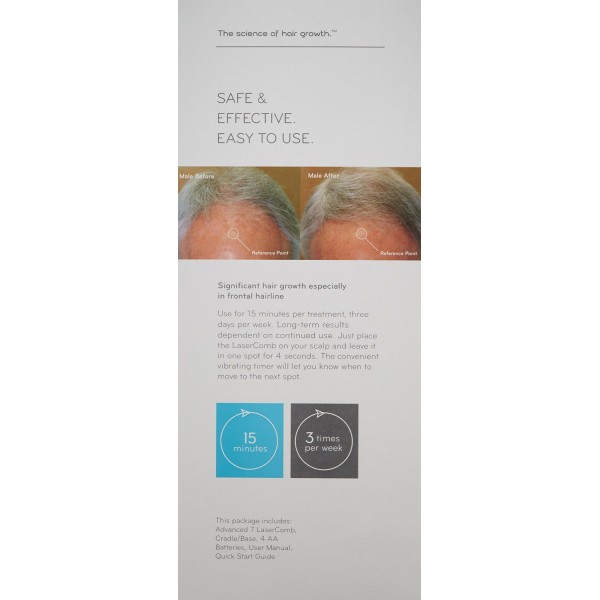 The science of hair growth.™
SAFE &
EFFECTIVE.
EASY TO USE.
Male Before
Male After
Reference Point
Reference Point
Significant hair growth especially
in frontal hairline
Use for 15 minutes per treatment, three
days per week. Long-term results
dependent on continued use. Just place
the LaserComb on your scalp and leave it
in one spot for 4 seconds. The convenient
vibrating timer will let you know when to
move to the next spot.
15
minutes
3 times
per week
This package includes:
Advanced 7 LaserComb,
Cradle/Base, 4 AA
Batteries, User Manual,
Quick Start Guide